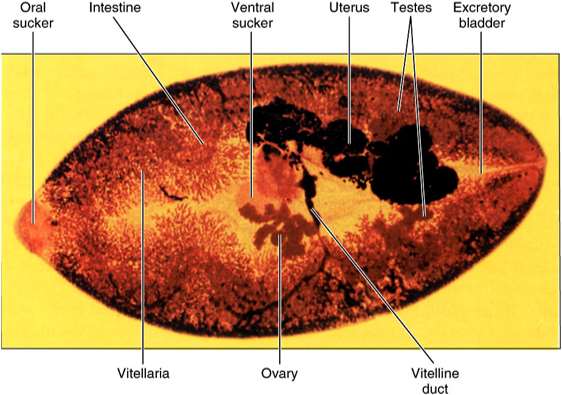 Oral
sucker
Intestine
Ventral
sucker
Uterus
Testes
Excretory
bladder
Vitellaria
Ovary
Vitelline
duct